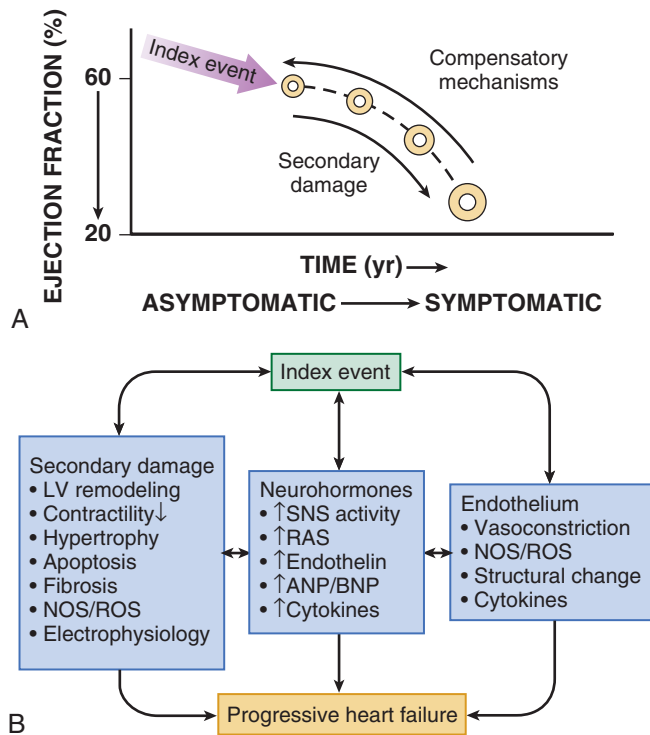 EJECTION FRACTION (%)
60
20
Index event
Compensatory
mechanisms
Secondary
damage
TIME (yr) →
ASYMPTOMATIC → SYMPTOMATIC
A
Index event
Secondary damage
• LV remodeling
• Contractility↓
• Hypertrophy
• Apoptosis
• Fibrosis
• NOS/ROS
• Electrophysiology
Neurohormones
• ↑SNS activity
• ↑RAS
• ↑Endothelin
• ↑ANP/BNP
• ↑Cytokines
Endothelium
• Vasoconstriction
• NOS/ROS
• Structural change
• Cytokines
Progressive heart failure
B